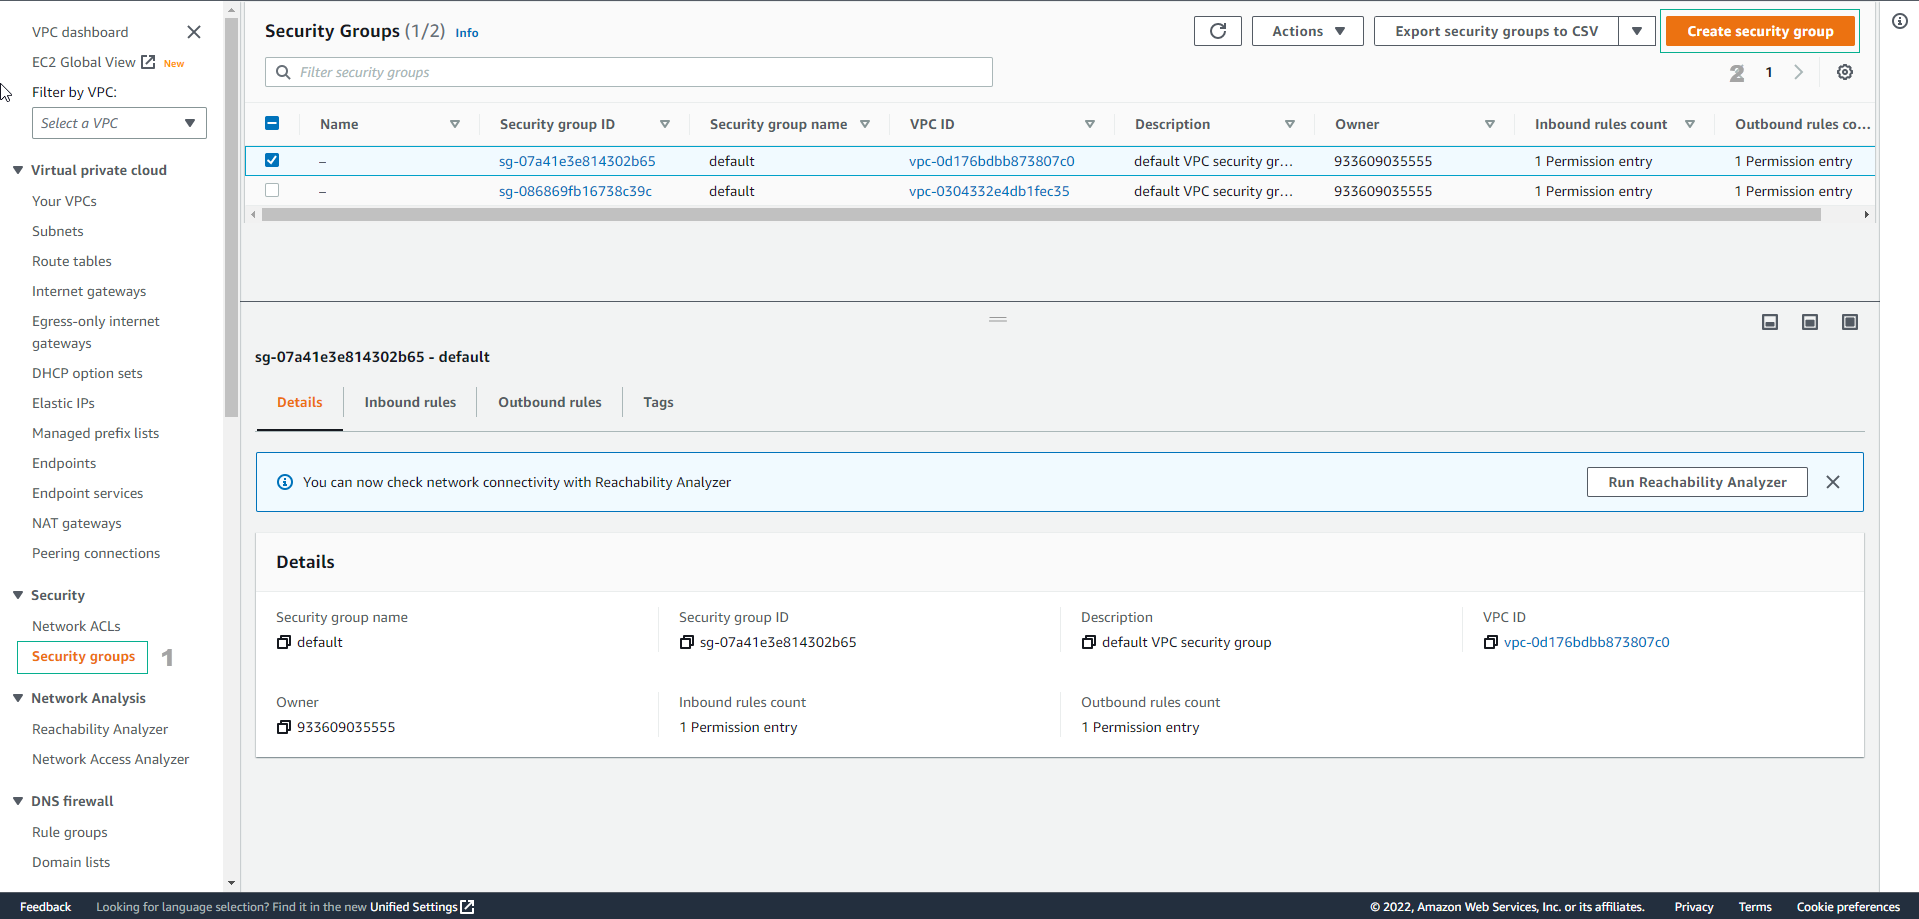 VPC dashboard
EC2 Global View New
Filter by VPC:
Select a VPC
Virtual private cloud
Your VPCs
Subnets
Route tables
Internet gateways
Egress-only internet
gateways
DHCP option sets
Elastic IPs
Managed prefix lists
Endpoints
Endpoint services
NAT gateways
Peering connections
Security
Network ACLs
Security groups 1
Network Analysis
Reachability Analyzer
Network Access Analyzer
DNS firewall
Rule groups
Domain lists
Security Groups (1/2) Info
Actions
Export security groups to CSV
Create security group
Filter security groups
2 1
Name Security group ID Security group name VPC ID Description Owner Inbound rules count Outbound rules co...
– sg-07a41e3e814302b65 default vpc-0d176bdbb873807c0 default VPC security gr... 933609035555 1 Permission entry 1 Permission entry
– sg-086869fb16738c39c default vpc-0304332e4db1fec35 default VPC security gr... 933609035555 1 Permission entry 1 Permission entry
sg-07a41e3e814302b65 - default
Details Inbound rules Outbound rules Tags
You can now check network connectivity with Reachability Analyzer
Run Reachability Analyzer
Details
Security group name Security group ID Description VPC ID
default sg-07a41e3e814302b65 default VPC security group vpc-0d176bdbb873807c0
Owner Inbound rules count Outbound rules count
933609035555 1 Permission entry 1 Permission entry
Feedback Looking for language selection? Find it in the new Unified Settings
© 2022, Amazon Web Services, Inc. or its affiliates. Privacy Terms Cookie preferences